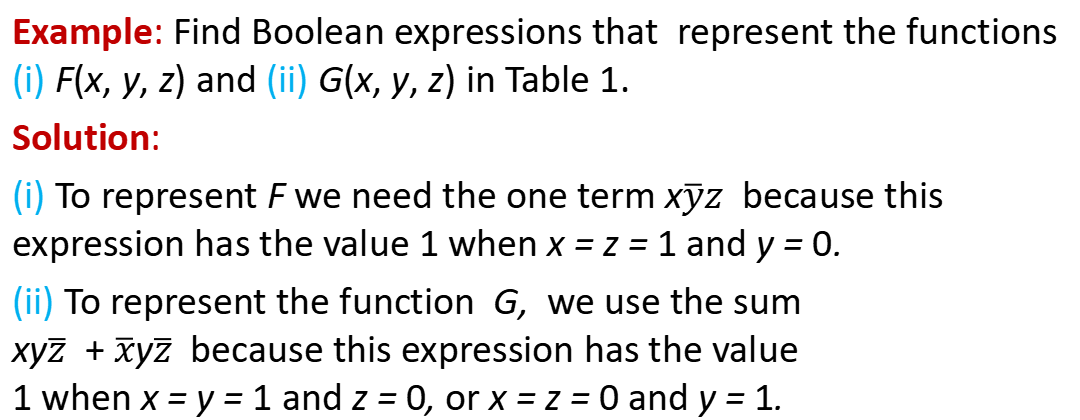 Example: Find Boolean expressions that represent the functions
(i) F(x, y, z) and (ii) G(x, y, z) in Table 1.
Solution:
(i) To represent F we need the one term xy̅z because this
expression has the value 1 when x = z = 1 and y = 0.
(ii) To represent the function G, we use the sum
xyz̅ + x̅yz̅ because this expression has the value
1 when x = y = 1 and z = 0, or x = z = 0 and y = 1.